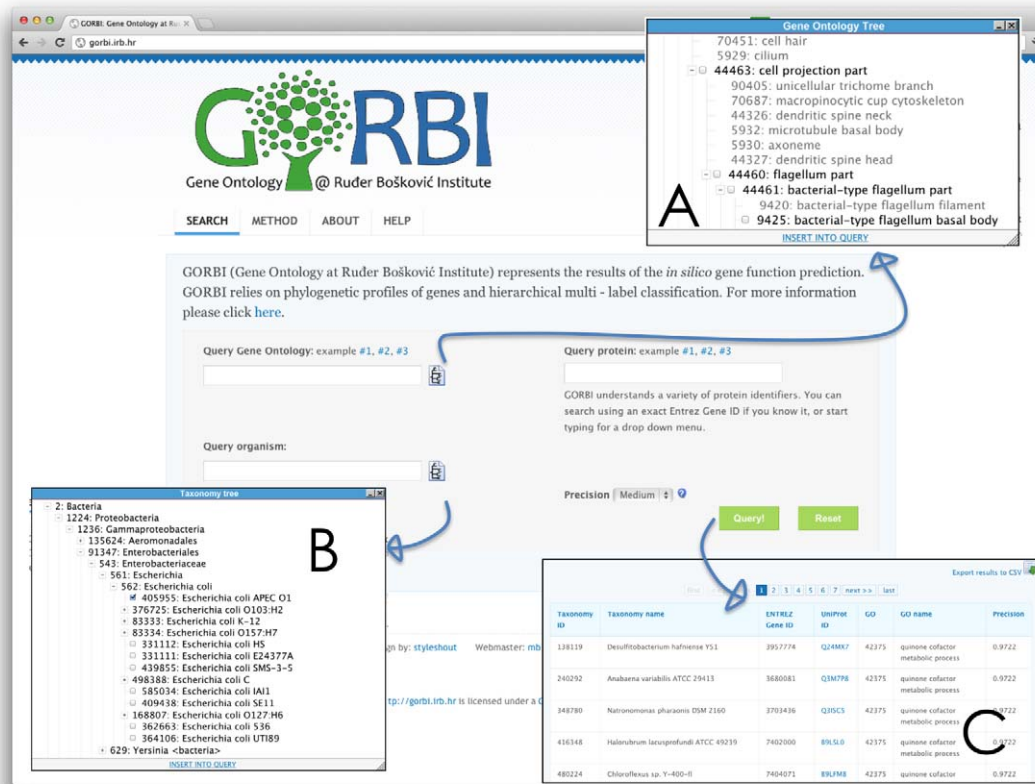 GORBI: Gene Ontology at Ru
gorbi.irb.hr
GORBI
Gene Ontology @ Ruđer Bošković Institute
SEARCH METHOD ABOUT HELP
GORBI (Gene Ontology at Ruđer Bošković Institute) represents the results of the in silico gene function prediction.
GORBI relies on phylogenetic profiles of genes and hierarchical multi - label classification. For more information
please click here.
Query Gene Ontology: example #1, #2, #3
Query protein: example #1, #2, #3
GORBI understands a variety of protein identifiers. You can
search using an exact Entrez Gene ID if you know it, or start
typing for a drop down menu.
Query organism:
Precision Medium
Query! Reset
gn by: styleshout Webmaster: mb
tp://gorbi.irb.hr is licensed under a C
Gene Ontology Tree
70451: cell hair
5929: cilium
44463: cell projection part
90405: unicellular trichome branch
70687: macropinocytic cup cytoskeleton
44326: dendritic spine neck
5932: microtubule basal body
5930: axoneme
44327: dendritic spine head
44460: flagellum part
44461: bacterial-type flagellum part
9420: bacterial-type flagellum filament
9425: bacterial-type flagellum basal body
INSERT INTO QUERY
A
Taxonomy tree
2: Bacteria
1224: Proteobacteria
1236: Gammaproteobacteria
135624: Aeromonadales
91347: Enterobacteriales
543: Enterobacteriaceae
561: Escherichia
562: Escherichia coli
405955: Escherichia coli APEC O1
376725: Escherichia coli O103:H2
83333: Escherichia coli K-12
83334: Escherichia coli O157:H7
331112: Escherichia coli HS
331111: Escherichia coli E24377A
439855: Escherichia coli SMS-3-5
498388: Escherichia coli C
585034: Escherichia coli IAI1
409438: Escherichia coli SE11
168807: Escherichia coli O127:H6
362663: Escherichia coli 536
364106: Escherichia coli UTI89
629: Yersinia <bacteria>
INSERT INTO QUERY
B
Export results to CSV
first 1 2 3 4 5 6 7 next >> last
Taxonomy ID Taxonomy name ENTREZ Gene ID UniProt ID GO GO name Precision
138119 Desulfitobacterium hafniense Y51 3957774 Q24MK7 42375 quinone cofactor metabolic process 0.9722
240292 Anabaena variabilis ATCC 29413 3680081 Q3M7P8 42375 quinone cofactor metabolic process 0.9722
348780 Natronomonas pharaonis DSM 2160 3703436 Q3ISC5 42375 quinone cofactor metabolic process 0.9722
416348 Halorubrum lacusprofundi ATCC 49239 7402000 B9LSL0 42375 quinone cofactor metabolic process 0.9722
480224 Chloroflexus sp. Y-400-fl 7404071 B9LFM8 42375 quinone cofactor 0.9722
C